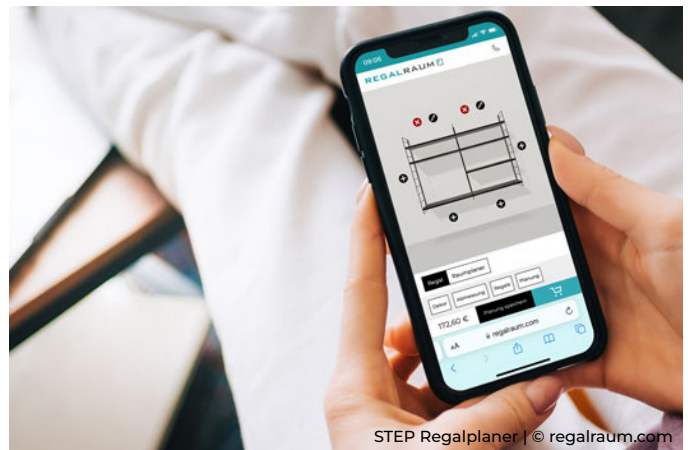 09:06
REGALRAUM
Regal Raumplaner
Dekor Abmessung Regale Planung
172,60 € Planung speichern
AA regalraum.com
STEP Regalplaner | © regalraum.com